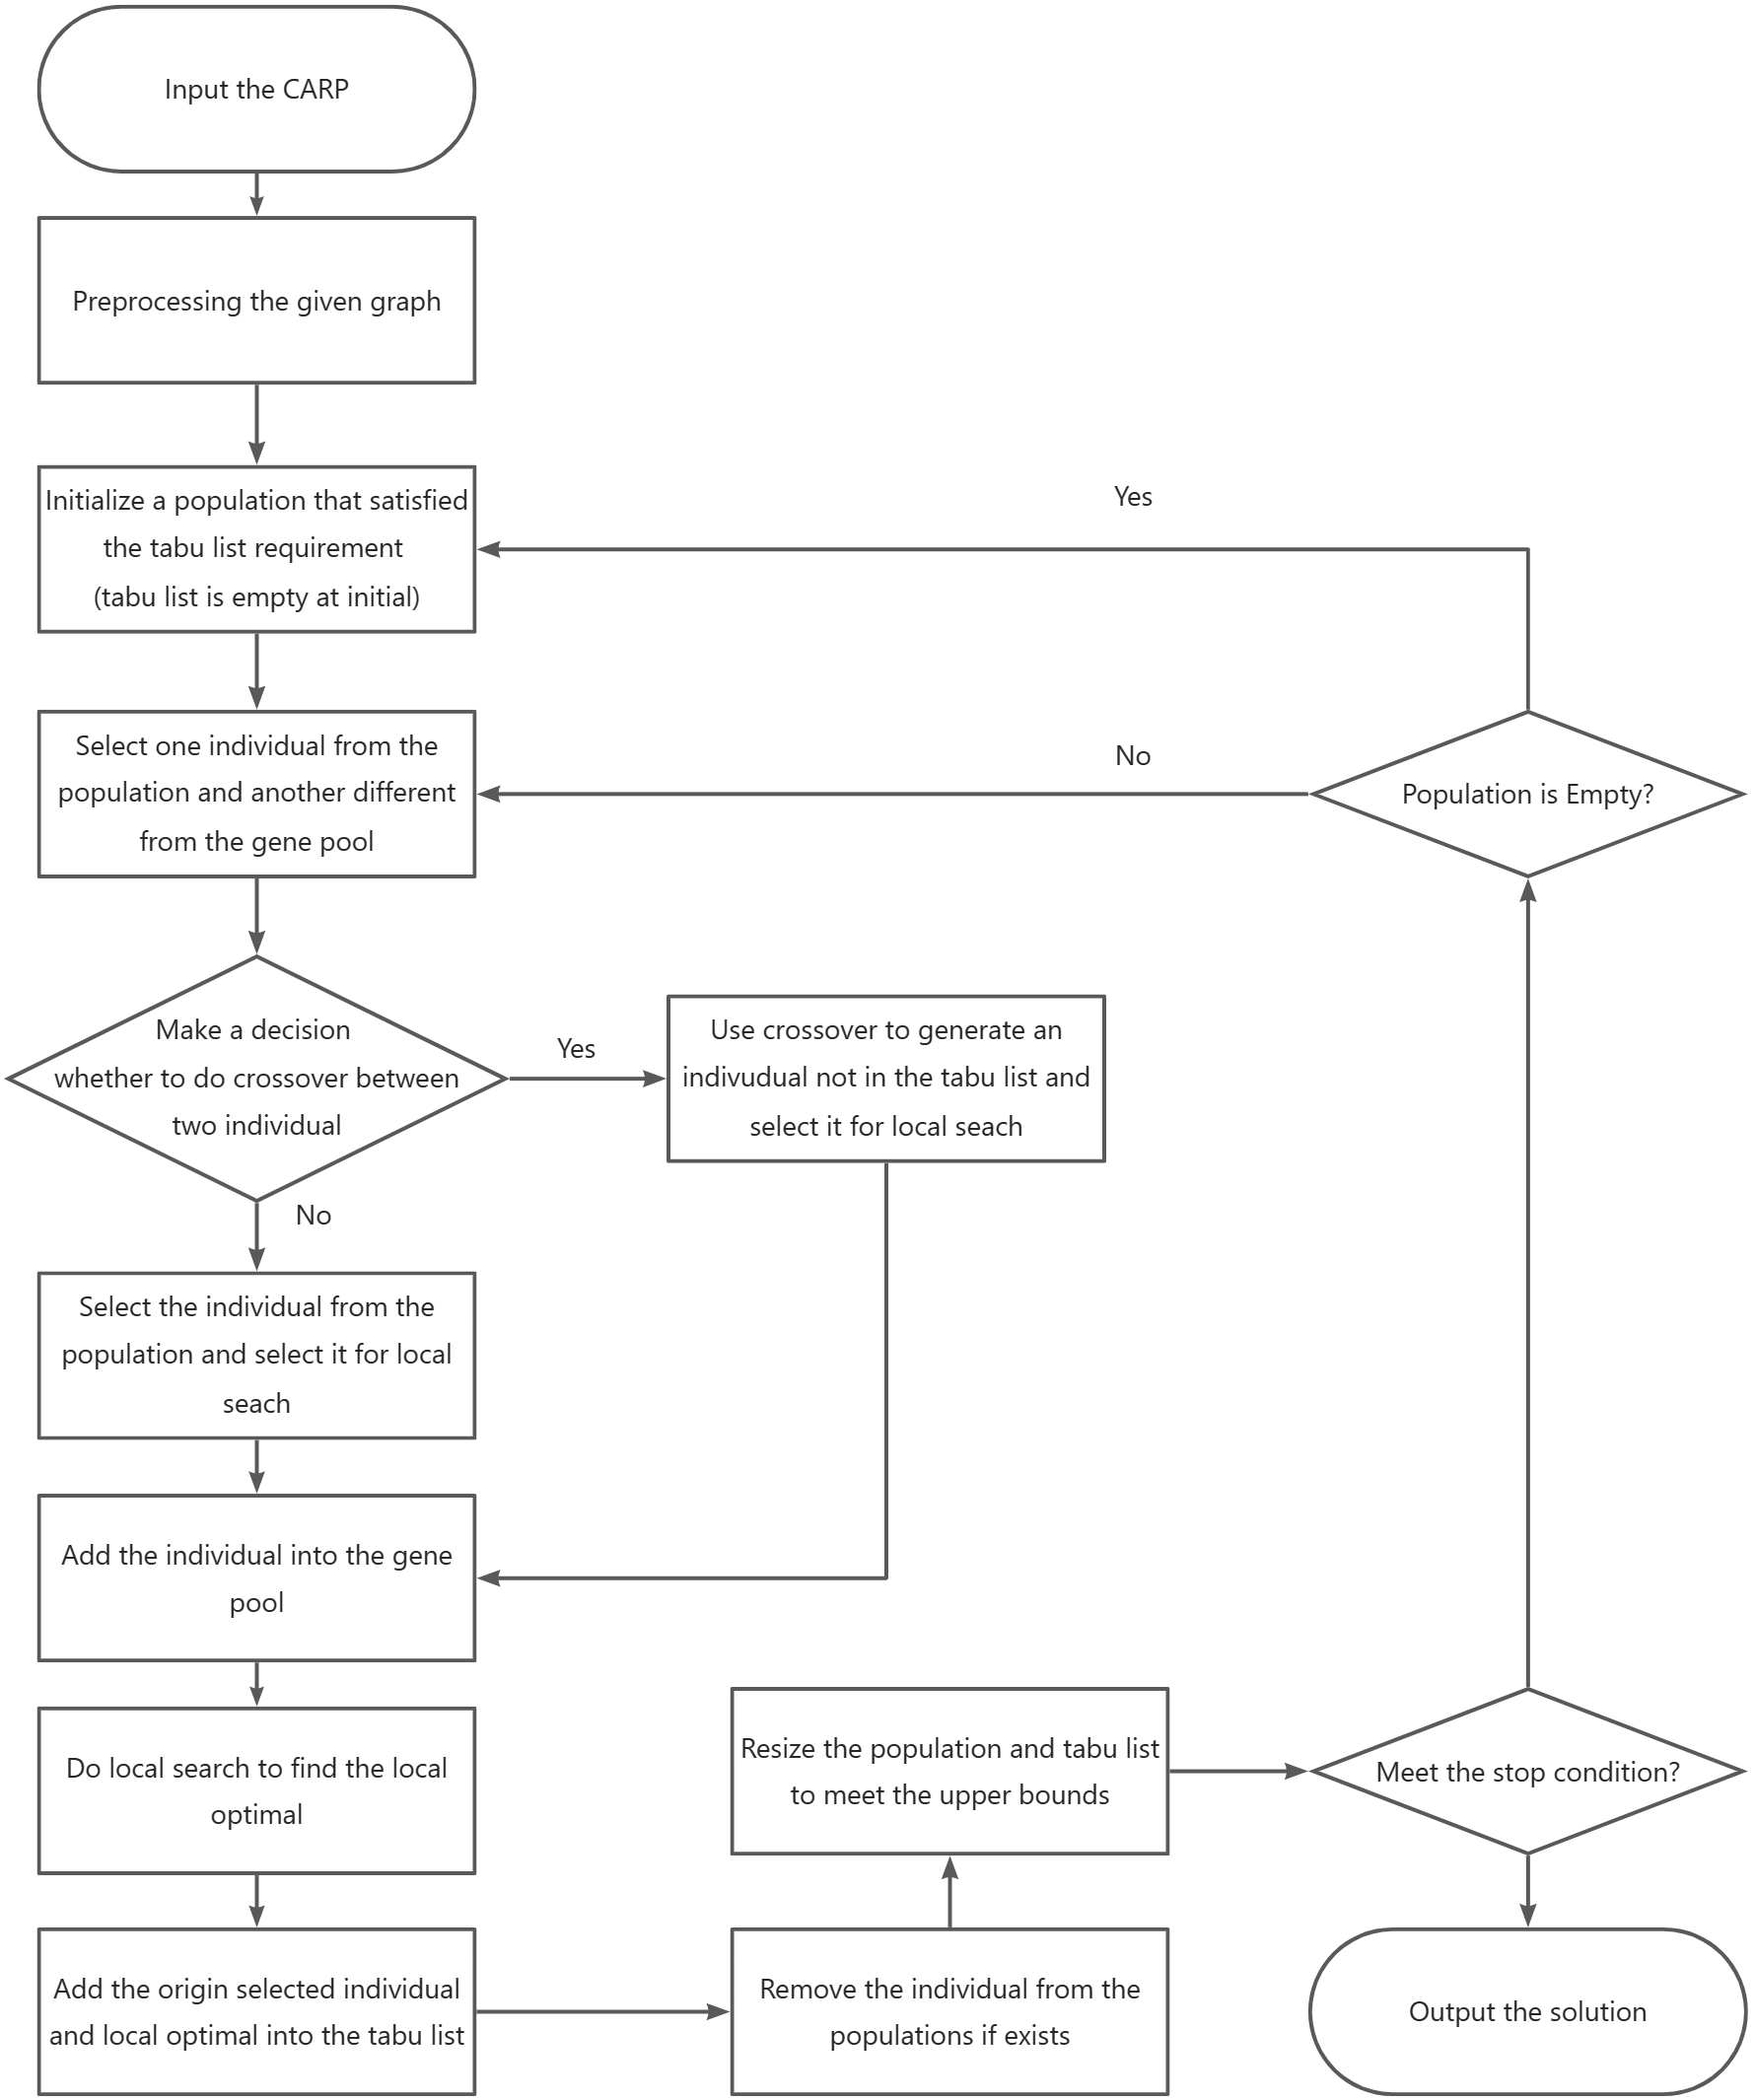 Input the CARP
Preprocessing the given graph
Initialize a population that satisfied
the tabu list requirement
(tabu list is empty at initial)
Yes
Select one individual from the
population and another different
from the gene pool
No
Population is Empty?
Make a decision
whether to do crossover between
two individual
Yes
Use crossover to generate an
indivudual not in the tabu list and
select it for local seach
No
Select the individual from the
population and select it for local
seach
Add the individual into the gene
pool
Do local search to find the local
optimal
Add the origin selected individual
and local optimal into the tabu list
Remove the individual from the
populations if exists
Resize the population and tabu list
to meet the upper bounds
Meet the stop condition?
Output the solution